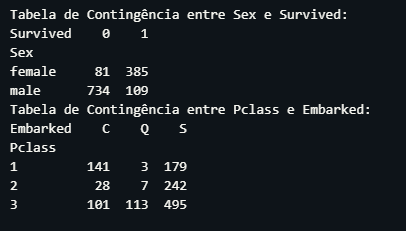 Tabela de Contingência entre Sex e Survived:
Survived    0    1
Sex
female     81  385
male      734  109
Tabela de Contingência entre Pclass e Embarked:
Embarked    C    Q    S
Pclass
1         141    3  179
2          28    7  242
3         101  113  495